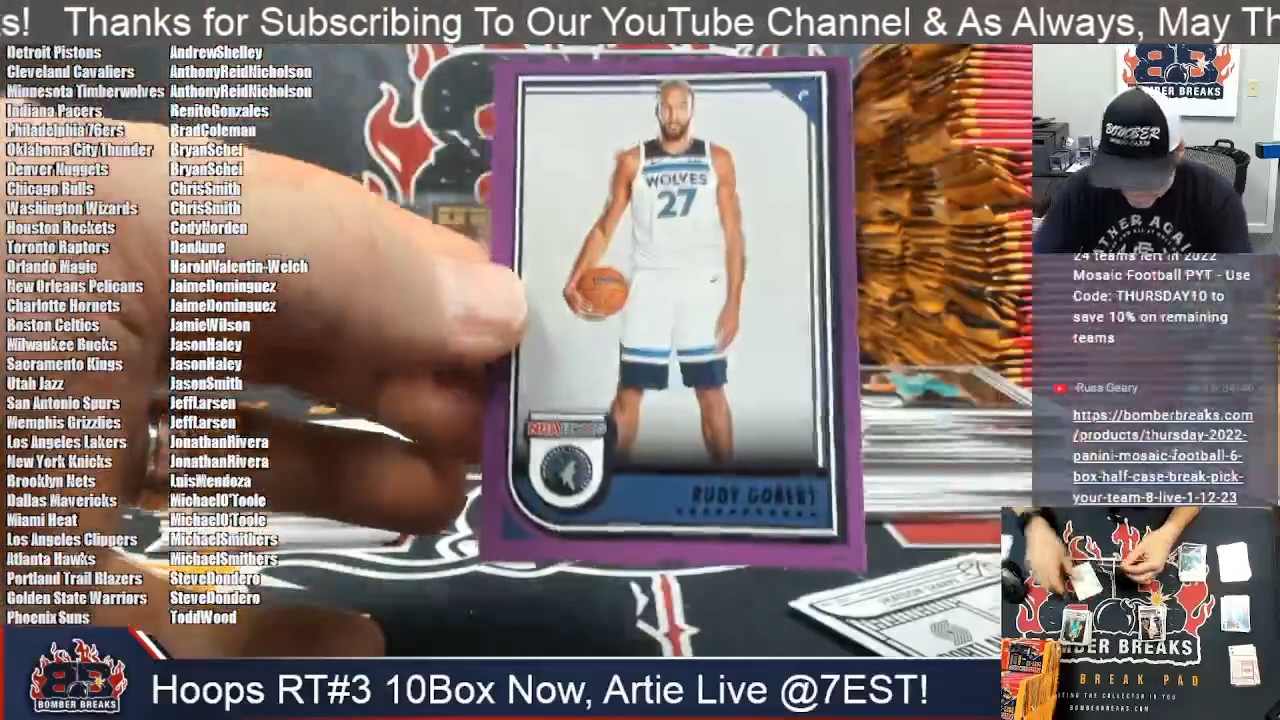 s! Thanks for Subscribing To Our YouTube Channel & As Always, May Th
Detroit Pistons AndrewShelley
Cleveland Cavaliers AnthonyReidNicholson
Minnesota Timberwolves AnthonyReidNicholson
Indiana Pacers BenitoGonzales
Philadelphia 76ers BradColeman
Oklahoma City Thunder BryanSchei
Denver Nuggets BryanSchei
Chicago Bulls ChrisSmith
Washington Wizards ChrisSmith
Houston Rockets CodyNorden
Toronto Raptors DanAune
Orlando Magic HaroldValentin-Welch
New Orleans Pelicans JaimeDominguez
Charlotte Hornets JaimeDominguez
Boston Celtics JamieWilson
Milwaukee Bucks JasonHaley
Sacramento Kings JasonHaley
Utah Jazz JasonSmith
San Antonio Spurs JeffLarsen
Memphis Grizzlies JeffLarsen
Los Angeles Lakers JonathanRivera
New York Knicks JonathanRivera
Brooklyn Nets LuisMendoza
Dallas Mavericks MichaelO'Toole
Miami Heat MichaelO'Toole
Los Angeles Clippers MichaelSmithers
Atlanta Hawks MichaelSmithers
Portland Trail Blazers SteveDondero
Golden State Warriors SteveDondero
Phoenix Suns ToddWood
WOLVES
27
RUDY GOBERT
BOMBER BREAKS
BOMBER
24 teams left in 2022
Mosaic Football PYT - Use
Code: THURSDAY10 to
save 10% on remaining
teams
Russ Geary
https://bomberbreaks.com
/products/thursday-2022-
panini-mosaic-football-6-
box-half-case-break-pick-
your-team-8-live-1-12-23
BOMBER BREAKS
BREAK PAD
BOMBERBREAKS.COM
BOMBER BREAKS
Hoops RT#3 10Box Now, Artie Live @7EST!